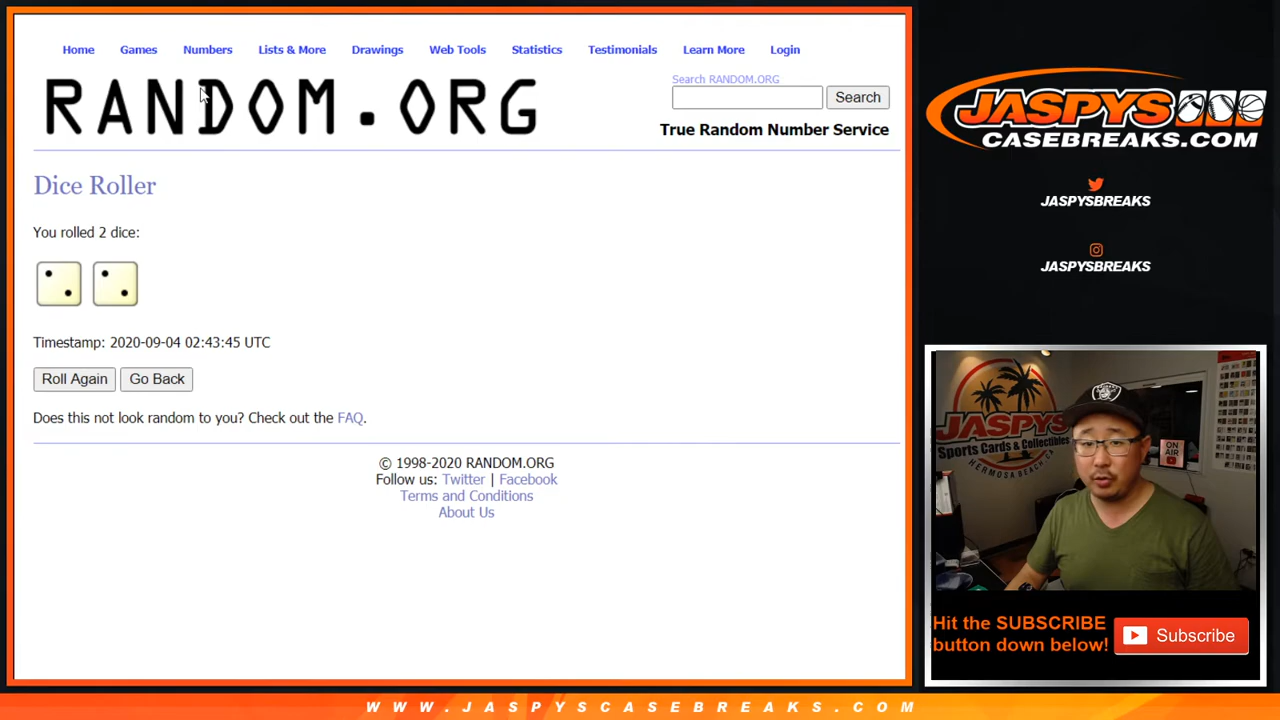 Home Games Numbers Lists & More Drawings Web Tools Statistics Testimonials Learn More Login
RANDOM.ORG
Search RANDOM.ORG
Search
True Random Number Service
Dice Roller
You rolled 2 dice:
Timestamp: 2020-09-04 02:43:45 UTC
Roll Again Go Back
Does this not look random to you? Check out the FAQ.
© 1998-2020 RANDOM.ORG
Follow us: Twitter | Facebook
Terms and Conditions
About Us
JASPYS
CASEBREAKS.COM
JASPYSBREAKS
JASPYSBREAKS
JASPYS
Sports Cards & Collectibles
HERMOSA BEACH, CA
ON
AIR
Hit the SUBSCRIBE
button down below!
Subscribe
WWW.JASPYSCASEBREAKS.COM